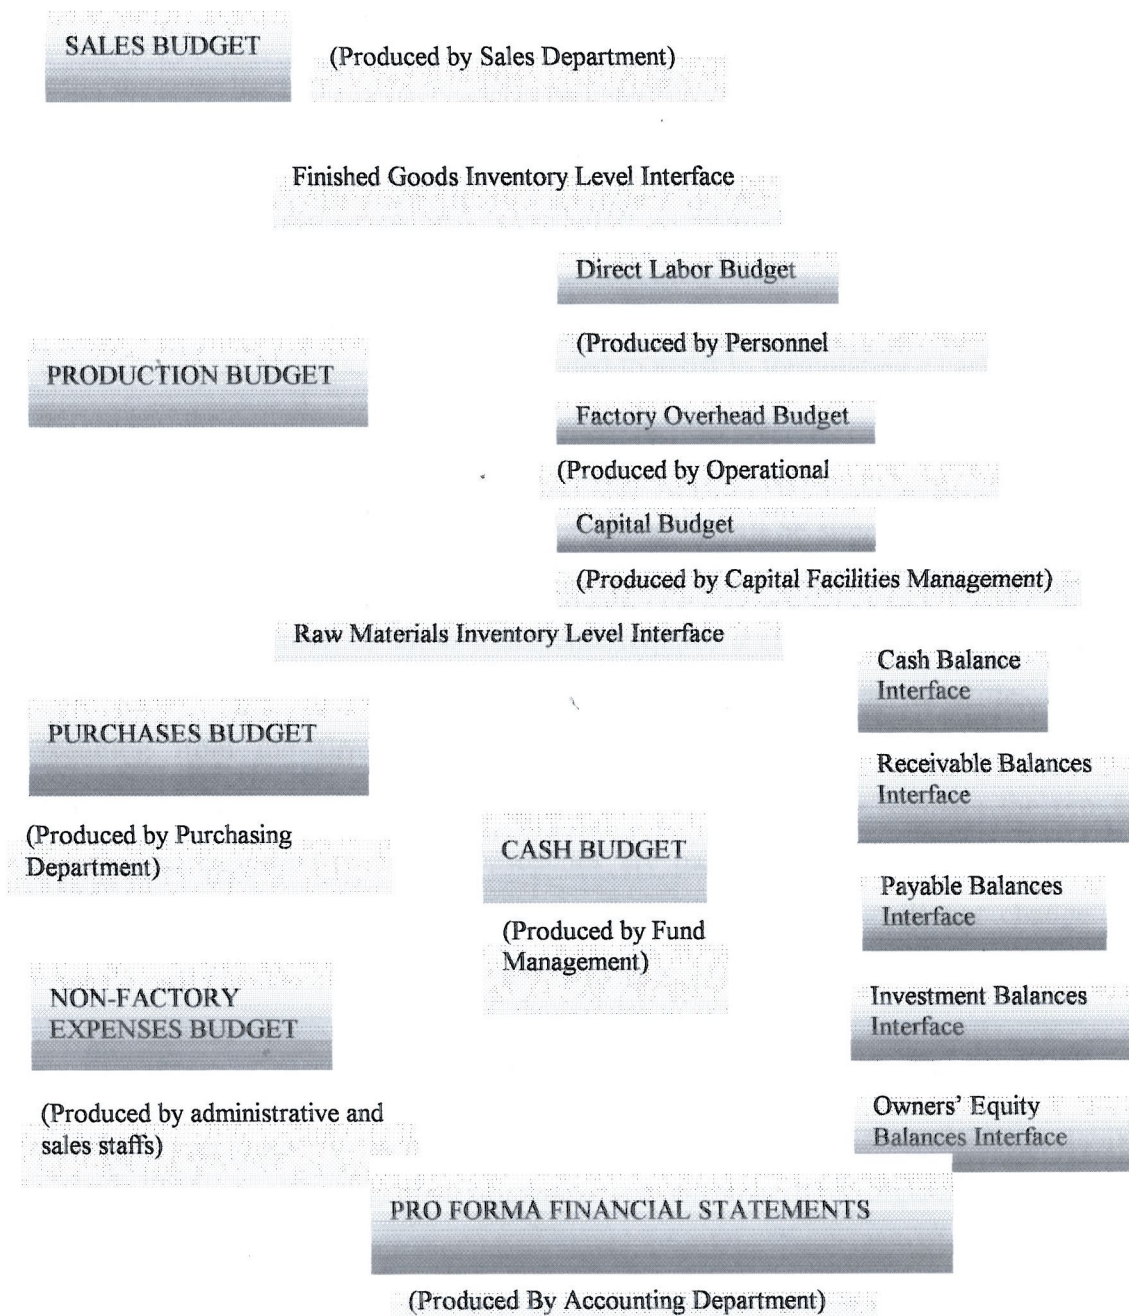 SALES BUDGET
(Produced by Sales Department)
Finished Goods Inventory Level Interface
Direct Labor Budget
(Produced by Personnel
PRODUCTION BUDGET
Factory Overhead Budget
(Produced by Operational
Capital Budget
(Produced by Capital Facilities Management)
Raw Materials Inventory Level Interface
Cash Balance
Interface
PURCHASES BUDGET
Receivable Balances
Interface
(Produced by Purchasing
Department)
CASH BUDGET
(Produced by Fund
Management)
Payable Balances
Interface
NON-FACTORY
EXPENSES BUDGET
Investment Balances
Interface
(Produced by administrative and
sales staffs)
Owners' Equity
Balances Interface
PRO FORMA FINANCIAL STATEMENTS
(Produced By Accounting Department)